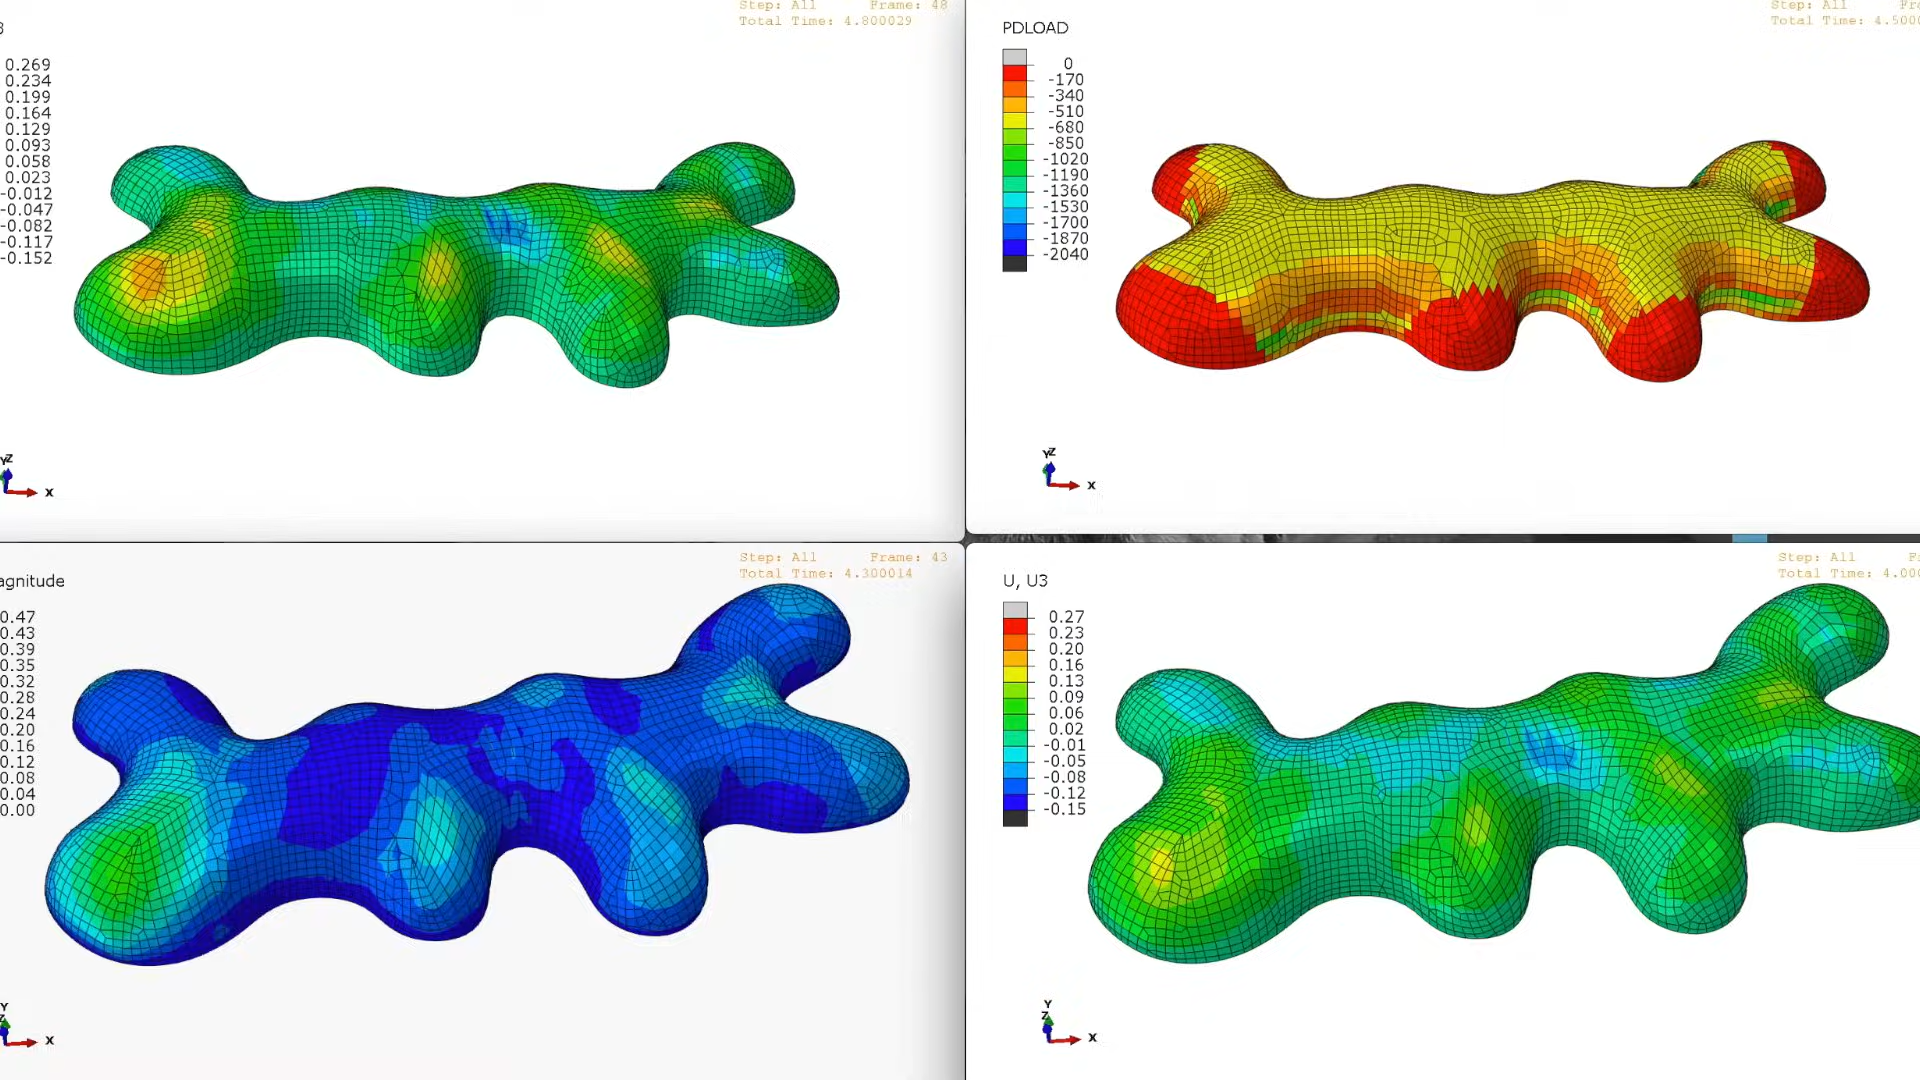 Step: All Frame: 48
Total Time: 4.800029
0.269
0.234
0.199
0.164
0.129
0.093
0.058
0.023
-0.012
-0.047
-0.082
-0.117
-0.152
YZ
X
Step: All
Total Time: 4.500
PDLOAD
0
-170
-340
-510
-680
-850
-1020
-1190
-1360
-1530
-1700
-1870
-2040
YZ
X
Step: All Frame: 43
Total Time: 4.300014
agnitude
0.47
0.43
0.39
0.35
0.32
0.28
0.24
0.20
0.16
0.12
0.08
0.04
0.00
Y
Z
X
Step: All
Total Time: 4.00
U, U3
0.27
0.23
0.20
0.16
0.13
0.09
0.06
0.02
-0.01
-0.05
-0.08
-0.12
-0.15
Y
Z
X